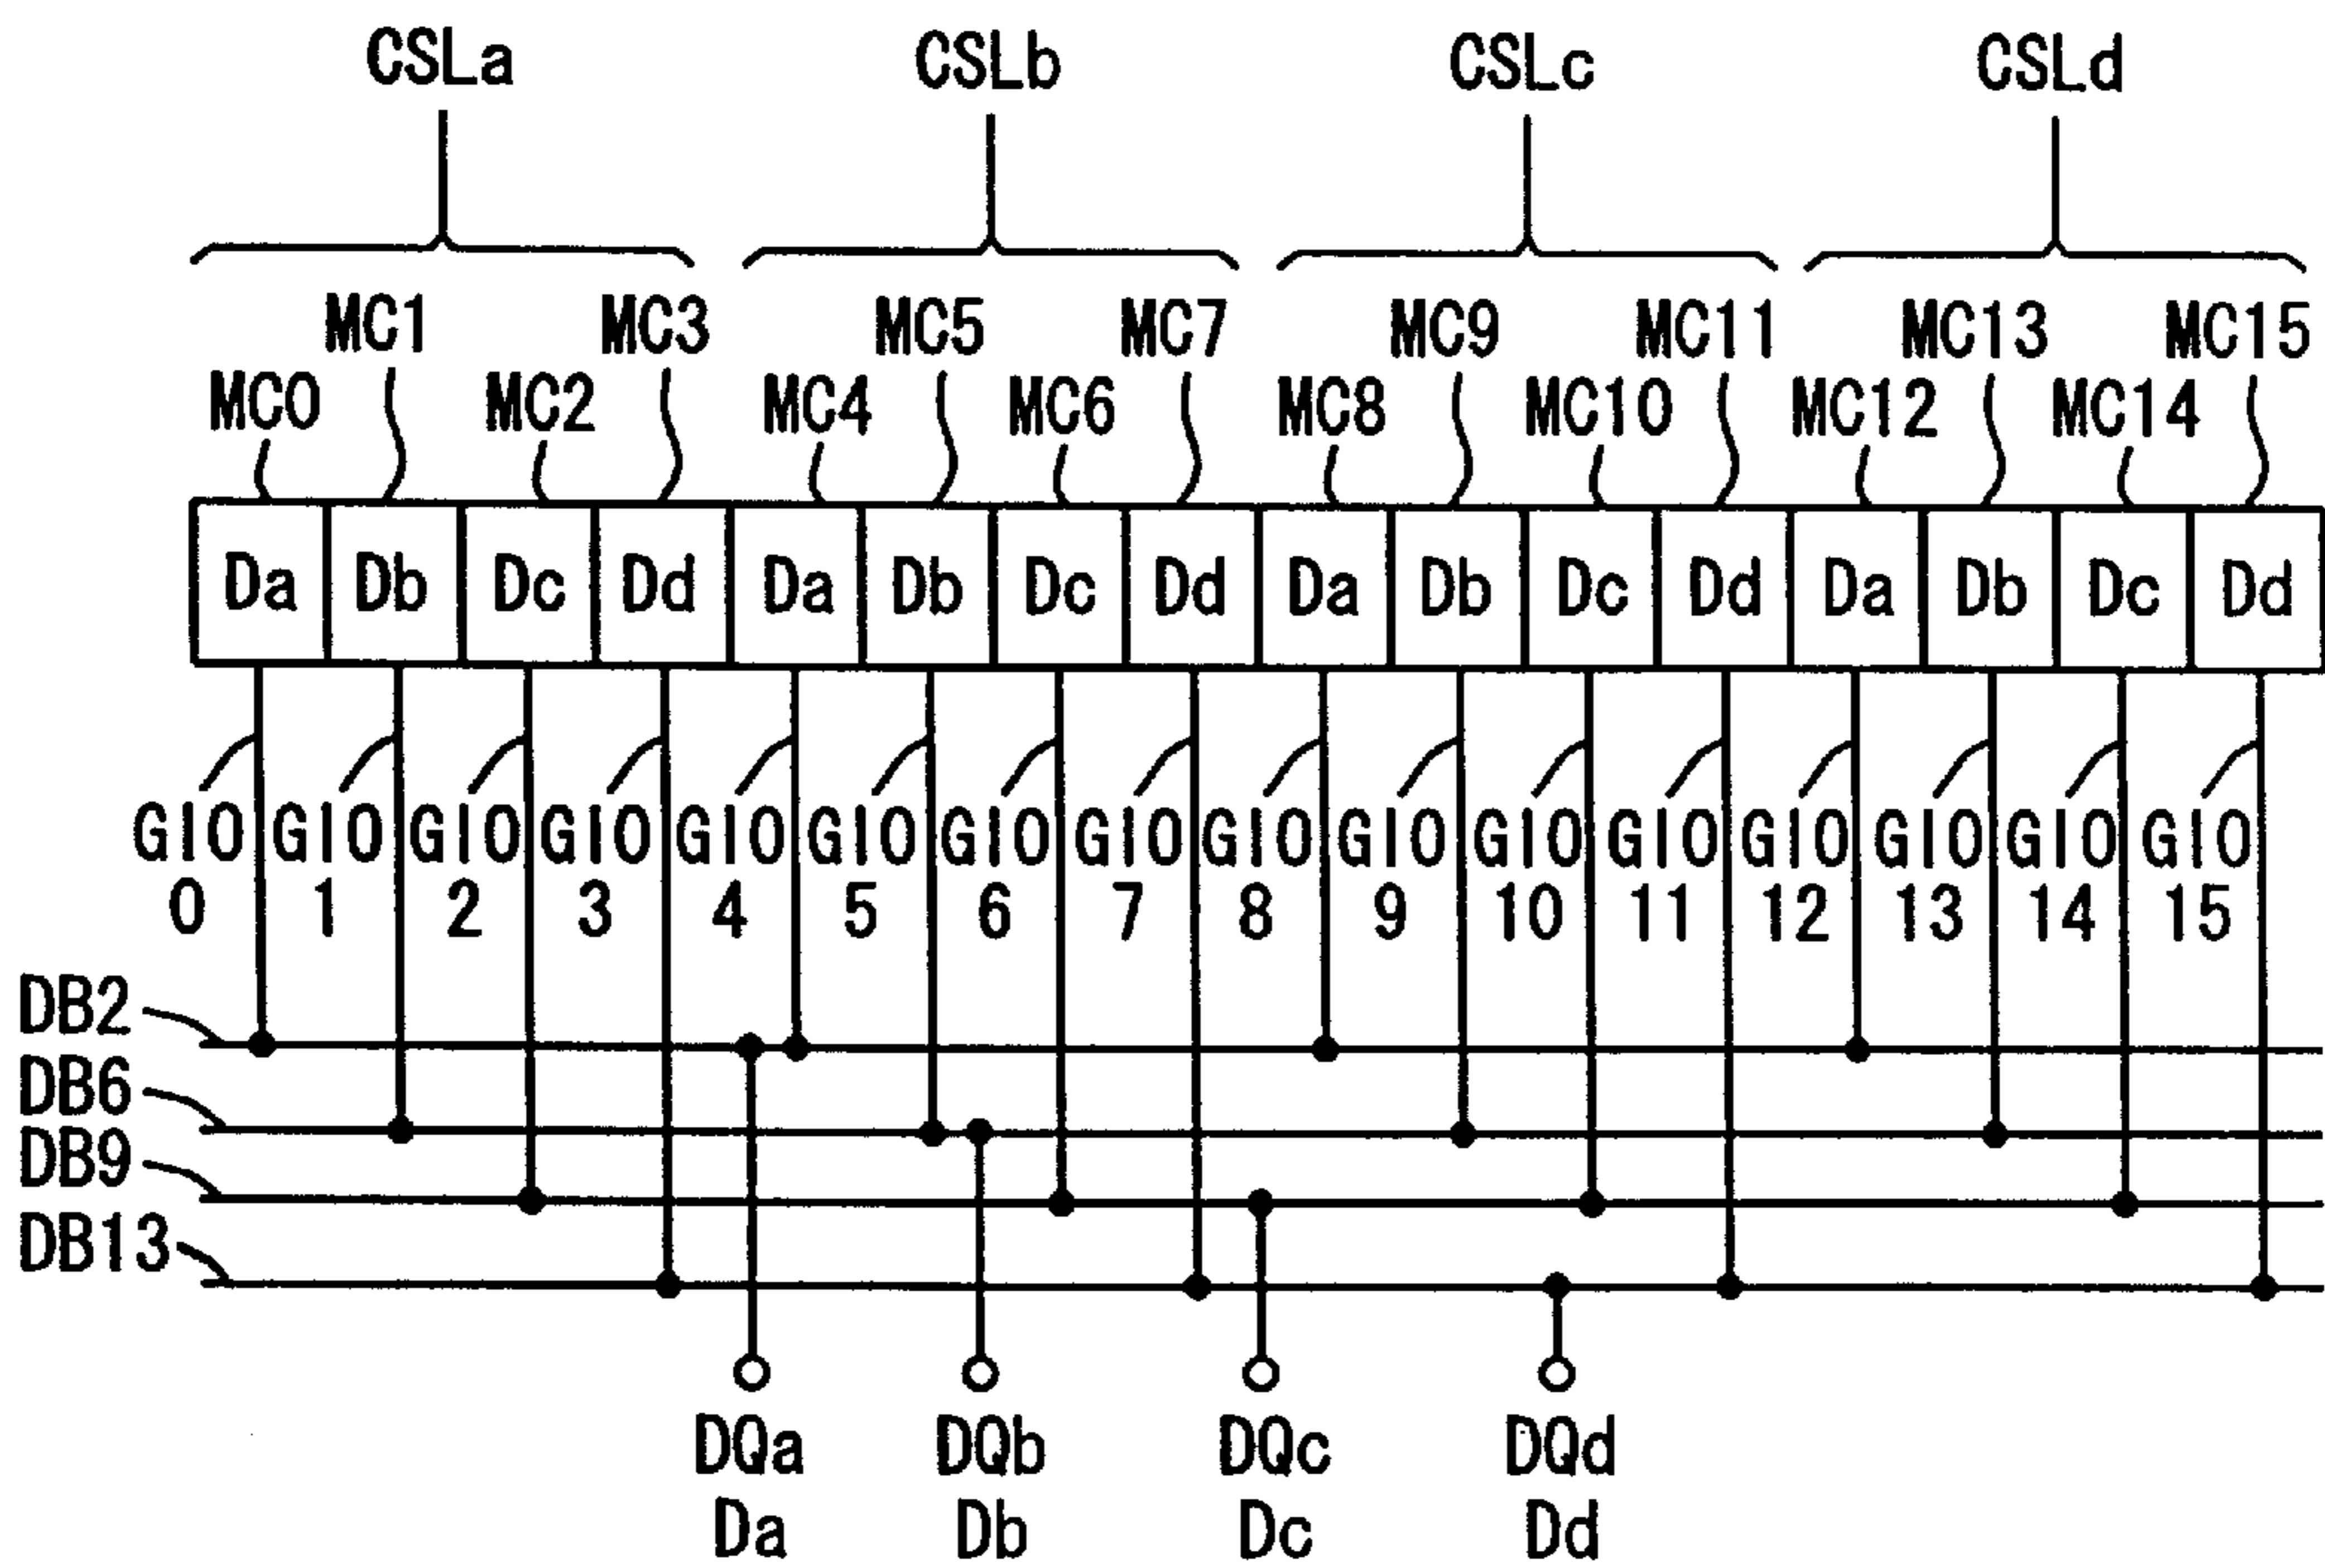 CSLa CSLb CSLc CSLd
MC1 MC3 MC5 MC7 MC9 MC11 MC13 MC15
MC0 MC2 MC4 MC6 MC8 MC10 MC12 MC14
Da Db Dc Dd Da Db Dc Dd Da Db Dc Dd Da Db Dc Dd
GIO GIO GIO GIO GIO GIO GIO GIO GIO GIO GIO GIO GIO GIO GIO GIO
0 1 2 3 4 5 6 7 8 9 10 11 12 13 14 15
DB2
DB6
DB9
DB13
DQa DQb DQc DQd
Da Db Dc Dd